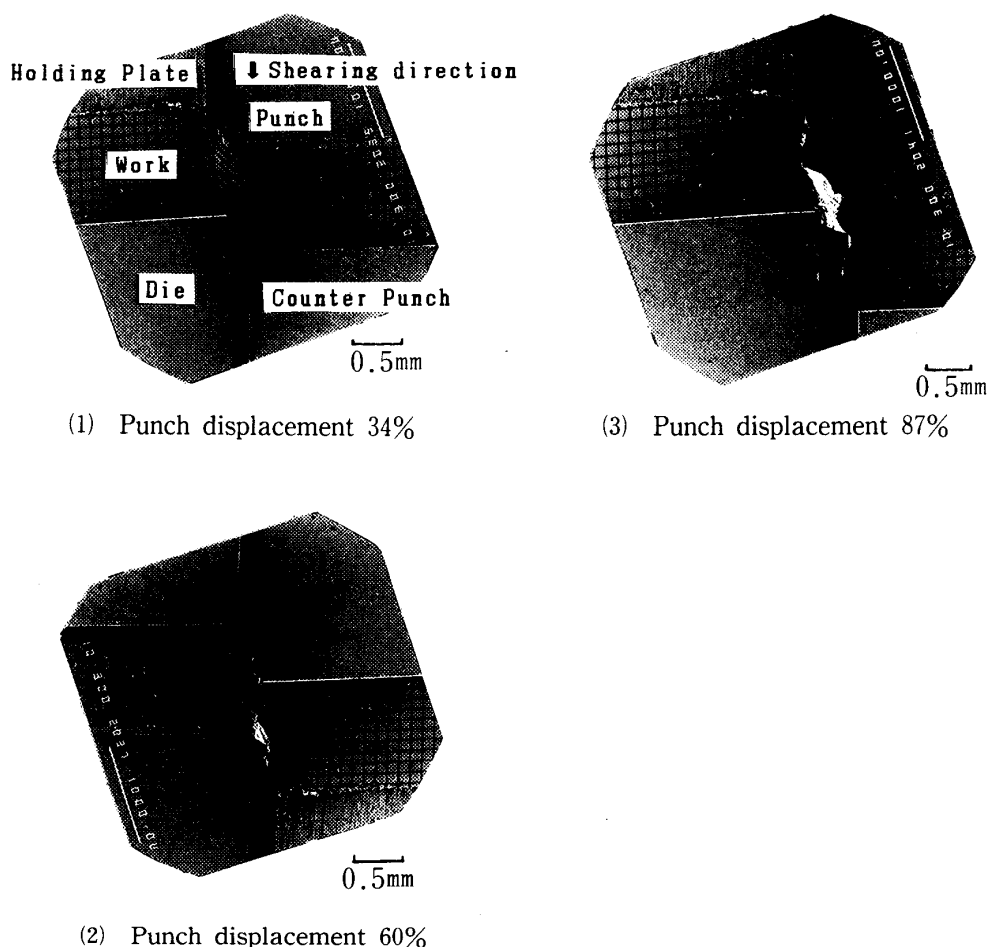 Holding Plate
⬇ Shearing direction
Punch
Work
Die
Counter Punch
0.5mm
(1) Punch displacement 34%
0.5mm
(3) Punch displacement 87%
0.5mm
(2) Punch displacement 60%